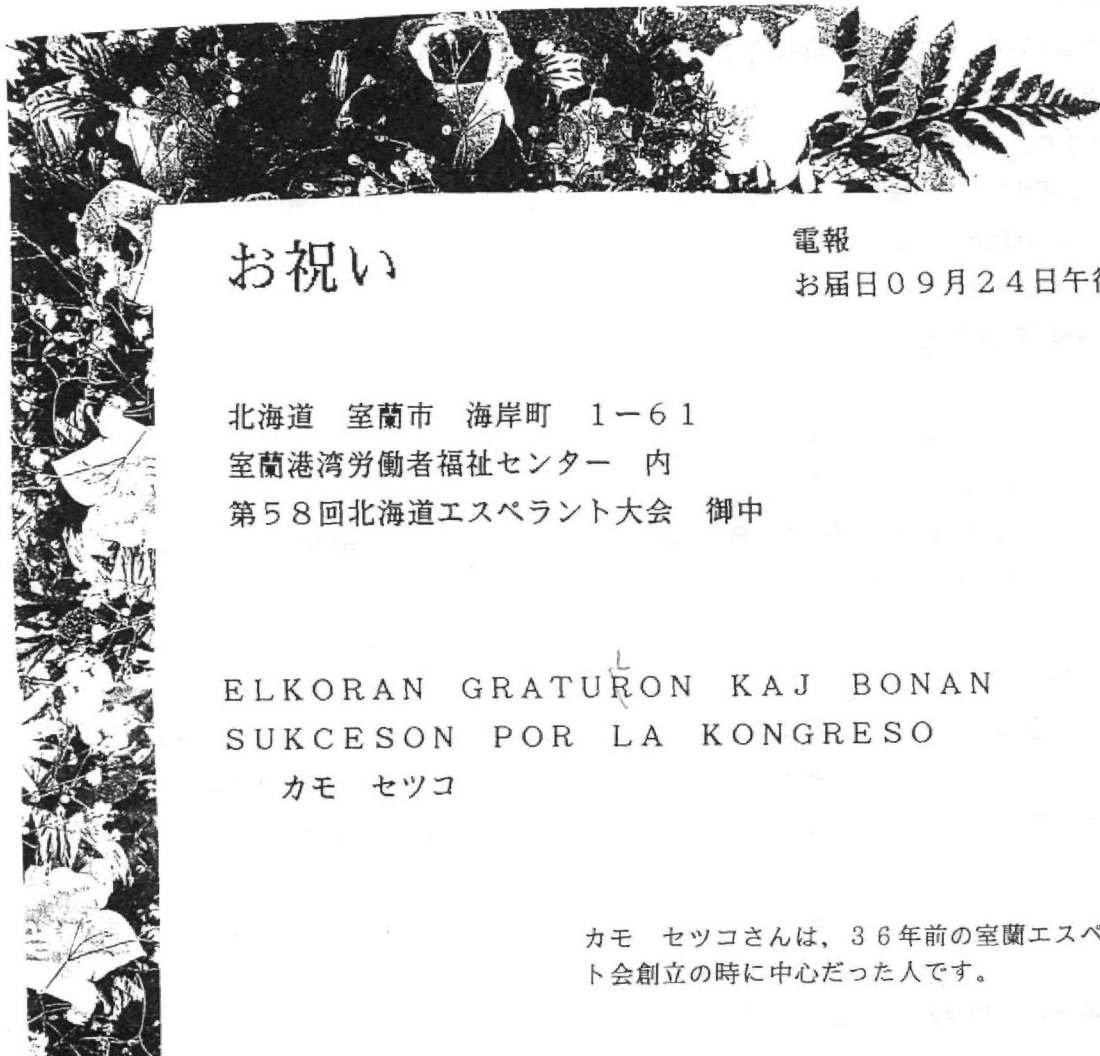 お祝い
電報
お届日09月24日午
北海道　室蘭市　海岸町　1－61
室蘭港湾労働者福祉センター　内
第58回北海道エスペラント大会　御中
L
ELKORAN GRATURON KAJ BONAN
SUKCESON POR LA KONGRESO
カモ　セツコ
カモ　セツコさんは，36年前の室蘭エスペ
ト会創立の時に中心だった人です。